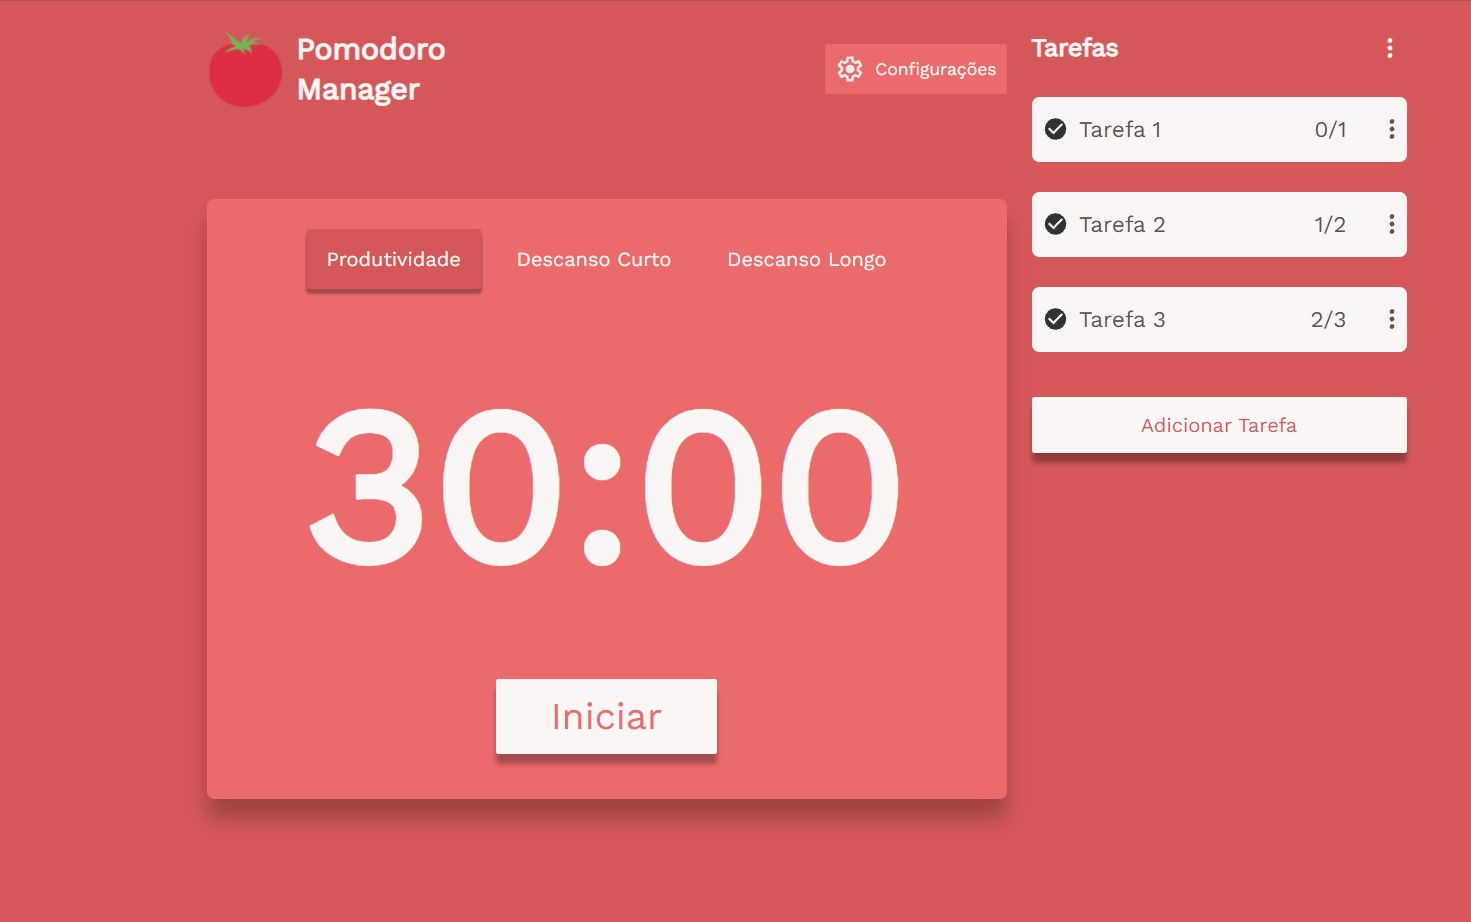 Pomodoro
Manager
Configurações
Produtividade
Descanso Curto
Descanso Longo
30:00
Iniciar
Tarefas
Tarefa 1 0/1
Tarefa 2 1/2
Tarefa 3 2/3
Adicionar Tarefa